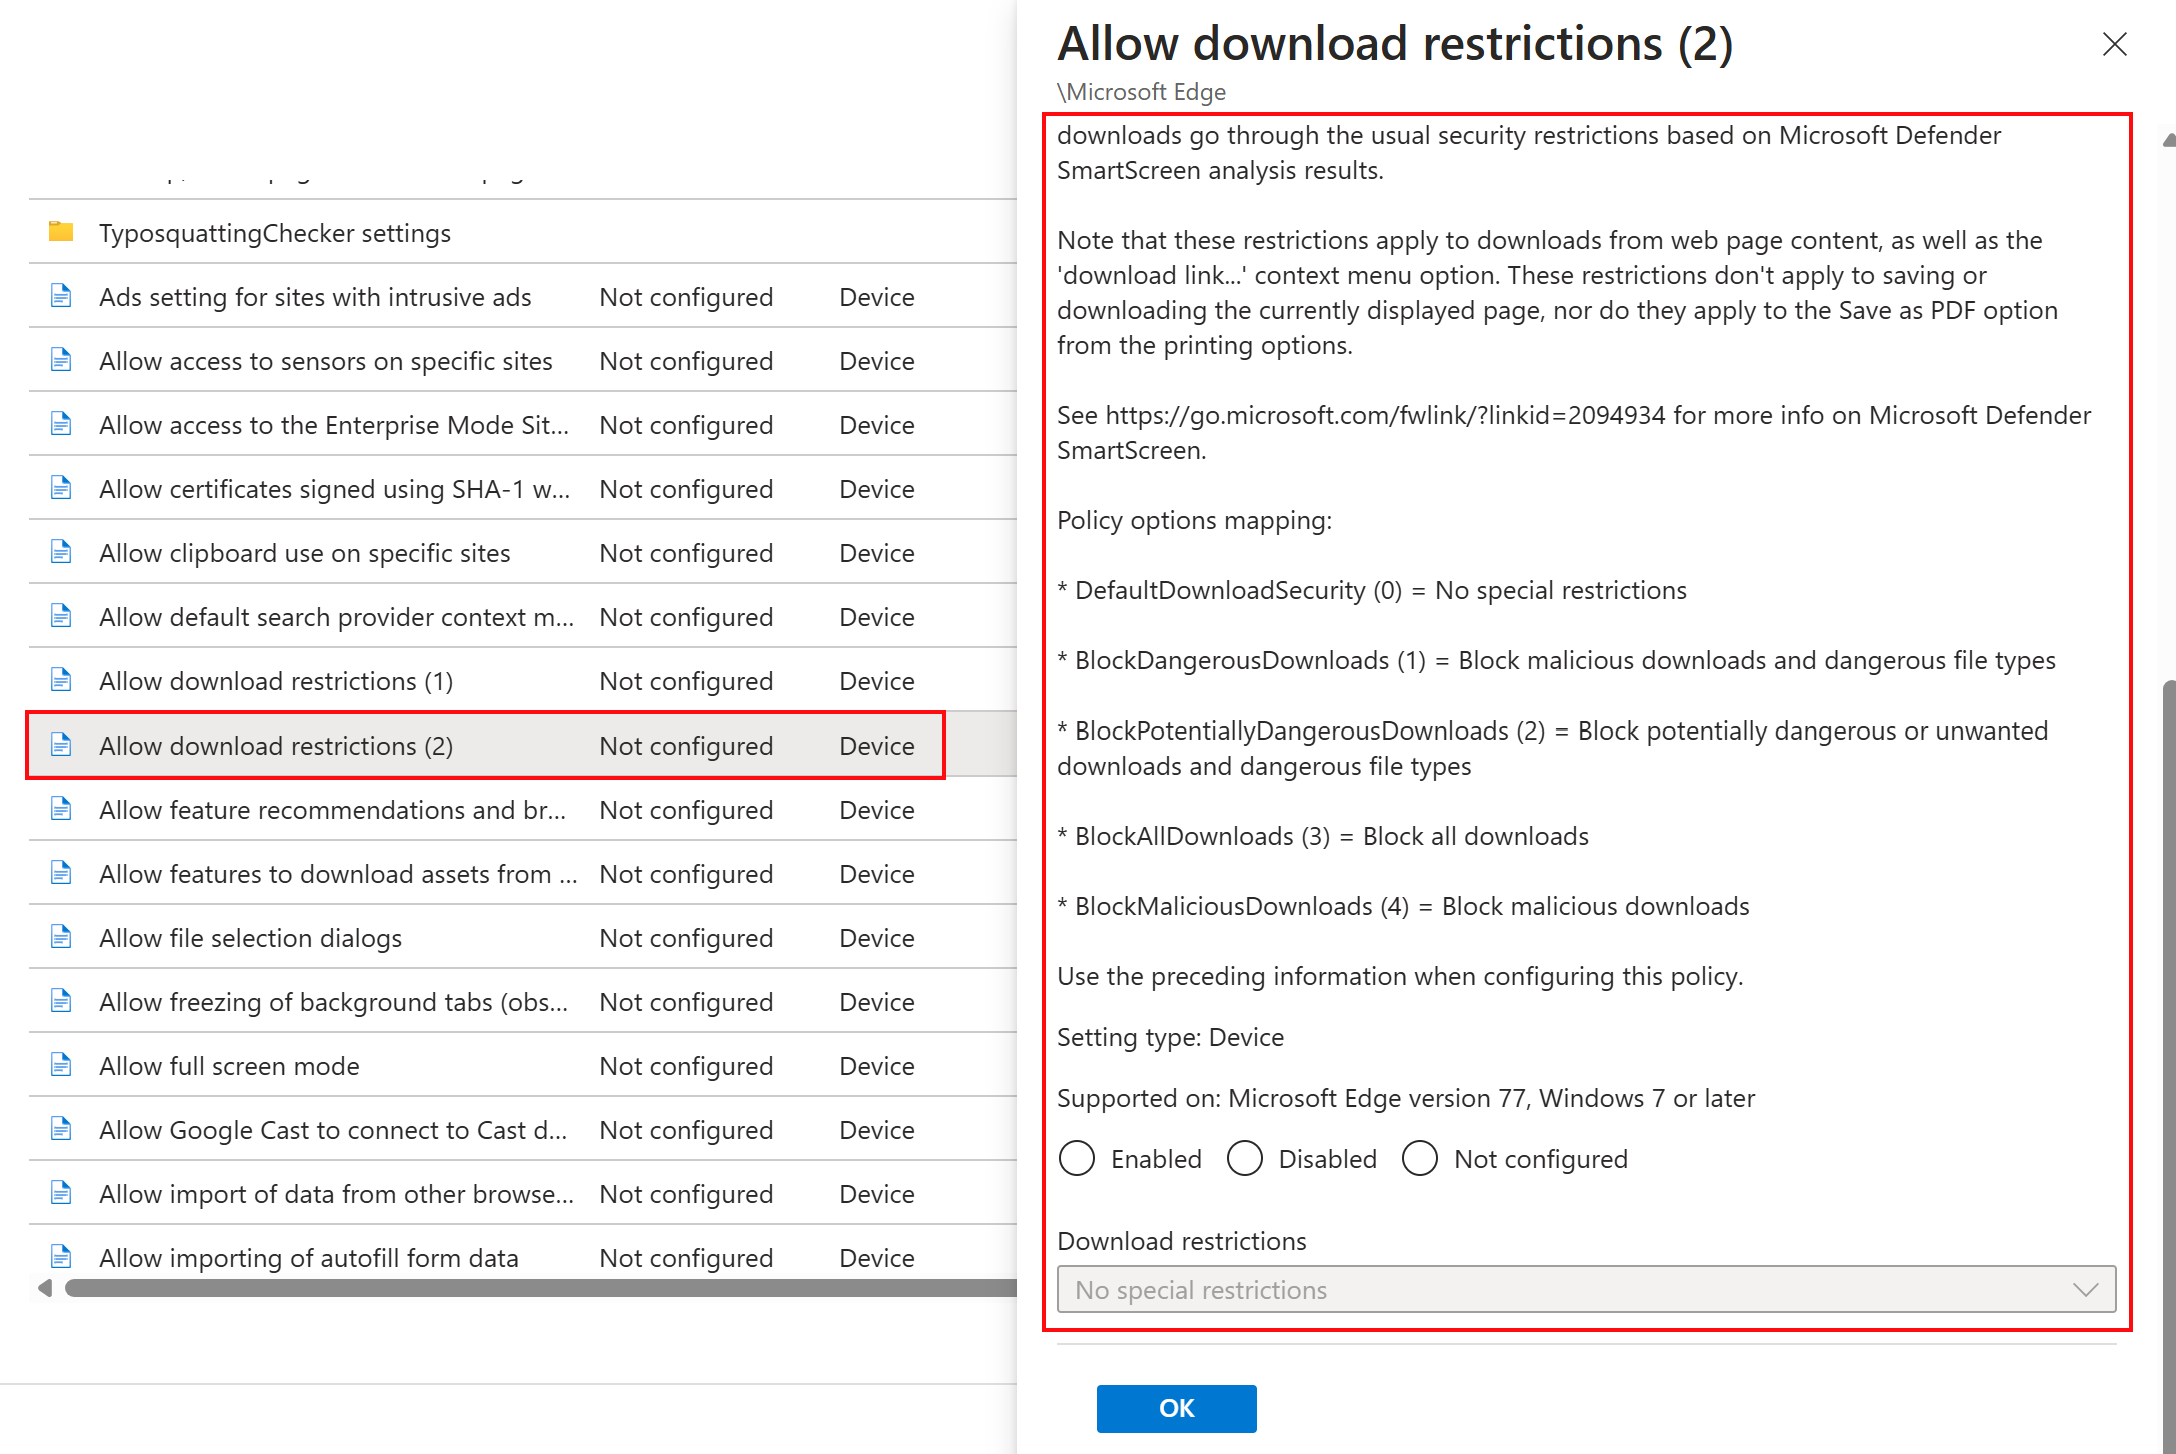 TyposquattingChecker settings
Ads setting for sites with intrusive ads Not configured Device
Allow access to sensors on specific sites Not configured Device
Allow access to the Enterprise Mode Sit... Not configured Device
Allow certificates signed using SHA-1 w... Not configured Device
Allow clipboard use on specific sites Not configured Device
Allow default search provider context m... Not configured Device
Allow download restrictions (1) Not configured Device
Allow download restrictions (2) Not configured Device
Allow feature recommendations and br... Not configured Device
Allow features to download assets from ... Not configured Device
Allow file selection dialogs Not configured Device
Allow freezing of background tabs (obs... Not configured Device
Allow full screen mode Not configured Device
Allow Google Cast to connect to Cast d... Not configured Device
Allow import of data from other browse... Not configured Device
Allow importing of autofill form data Not configured Device
Allow download restrictions (2)
\Microsoft Edge
downloads go through the usual security restrictions based on Microsoft Defender
SmartScreen analysis results.
Note that these restrictions apply to downloads from web page content, as well as the
'download link...' context menu option. These restrictions don't apply to saving or
downloading the currently displayed page, nor do they apply to the Save as PDF option
from the printing options.
See https://go.microsoft.com/fwlink/?linkid=2094934 for more info on Microsoft Defender
SmartScreen.
Policy options mapping:
* DefaultDownloadSecurity (0) = No special restrictions
* BlockDangerousDownloads (1) = Block malicious downloads and dangerous file types
* BlockPotentiallyDangerousDownloads (2) = Block potentially dangerous or unwanted
downloads and dangerous file types
* BlockAllDownloads (3) = Block all downloads
* BlockMaliciousDownloads (4) = Block malicious downloads
Use the preceding information when configuring this policy.
Setting type: Device
Supported on: Microsoft Edge version 77, Windows 7 or later
Enabled Disabled Not configured
Download restrictions
No special restrictions
OK